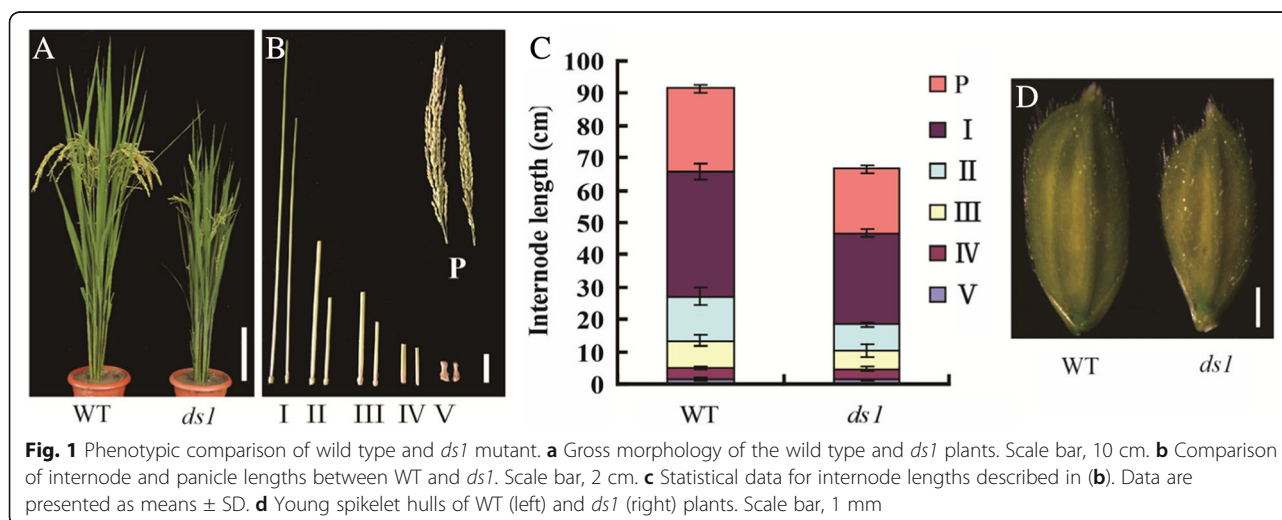 A
WT
ds1
B
P
I II III IV V
C
Internode length (cm)
100
90
80
70
60
50
40
30
20
10
0
WT
ds1
P
I
II
III
IV
V
D
WT
ds1
Fig. 1 Phenotypic comparison of wild type and ds1 mutant. a Gross morphology of the wild type and ds1 plants. Scale bar, 10 cm. b Comparison
of internode and panicle lengths between WT and ds1. Scale bar, 2 cm. c Statistical data for internode lengths described in (b). Data are
presented as means ± SD. d Young spikelet hulls of WT (left) and ds1 (right) plants. Scale bar, 1 mm